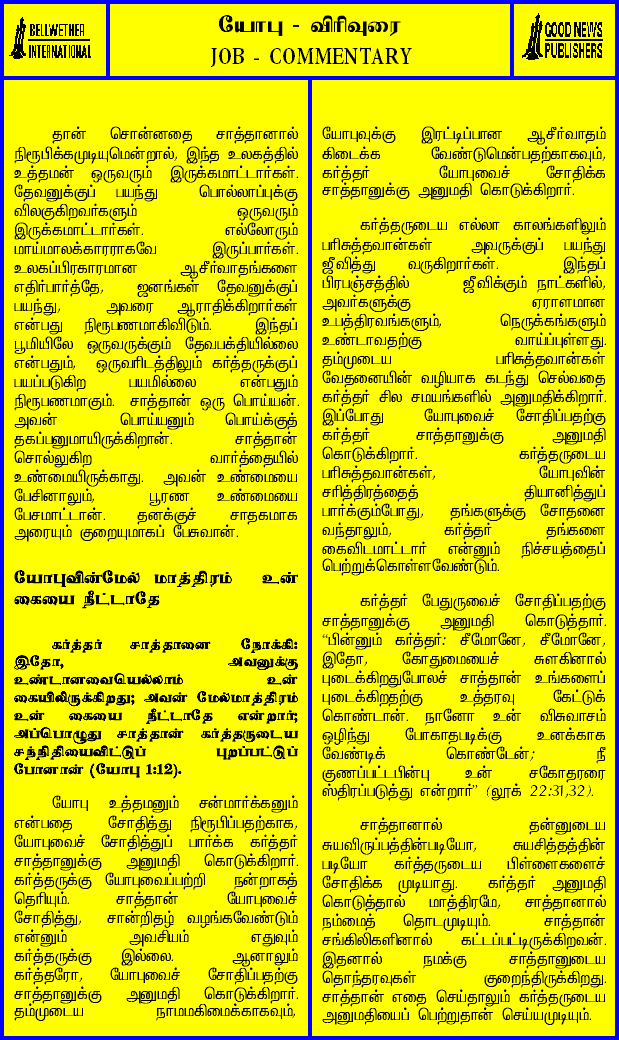 BELLWETHER
INTERNATIONAL
யோபு - விரிவுரை
JOB - COMMENTARY
GOOD NEWS
PUBLISHERS
தான் சொன்னதை சாத்தானால்
நிரூபிக்கமுடியுமென்றால், இந்த உலகத்தில்
உத்தமன் ஒருவரும் இருக்கமாட்டார்கள்.
தேவனுக்குப் பயந்து பொல்லாப்புக்கு
விலகுகிறவர்களும் ஒருவரும்
இருக்கமாட்டார்கள். எல்லோரும்
மாய்மாலக்காரராகவே இருப்பார்கள்.
உலகப்பிரகாரமான ஆசீர்வாதங்களை
எதிர்பார்த்தே, ஜனங்கள் தேவனுக்குப்
பயந்து, அவரை ஆராதிக்கிறார்கள்
என்பது நிரூபணமாகிவிடும். இந்தப்
பூமியிலே ஒருவருக்கும் தேவபக்தியில்லை
என்பதும், ஒருவரிடத்திலும் கர்த்தருக்குப்
பயப்படுகிற பயமில்லை என்பதும்
நிரூபணமாகும். சாத்தான் ஒரு பொய்யன்.
அவன் பொய்யனும் பொய்க்குத்
தகப்பனுமாயிருக்கிறான். சாத்தான்
சொல்லுகிற வார்த்தையில்
உண்மையிருக்காது. அவன் உண்மையை
பேசினாலும், பூரண உண்மையை
பேசமாட்டான். தனக்குச் சாதகமாக
அரையும் குறையுமாகப் பேசுவான்.
யோபுவின்மேல் மாத்திரம் உன்
கையை நீட்டாதே
கர்த்தர் சாத்தானை நோக்கி:
இதோ, அவனுக்கு
உண்டானவையெல்லாம் உன்
கையிலிருக்கிறது; அவன் மேல்மாத்திரம்
உன் கையை நீட்டாதே என்றார்;
அப்பொழுது சாத்தான் கர்த்தருடைய
சந்நிதியைவிட்டுப் புறப்பட்டுப்
போனான் (யோபு 1:12).
யோபு உத்தமனும் சன்மார்க்கனும்
என்பதை சோதித்து நிரூபிப்பதற்காக,
யோபுவைச் சோதித்துப் பார்க்க கர்த்தர்
சாத்தானுக்கு அனுமதி கொடுக்கிறார்.
கர்த்தருக்கு யோபுவைப்பற்றி நன்றாகத்
தெரியும். சாத்தான் யோபுவைச்
சோதித்து, சான்றிதழ் வழங்கவேண்டும்
என்னும் அவசியம் எதுவும்
கர்த்தருக்கு இல்லை. ஆனாலும்
கர்த்தரோ, யோபுவைச் சோதிப்பதற்கு
சாத்தானுக்கு அனுமதி கொடுக்கிறார்.
தம்முடைய நாமமகிமைக்காகவும்,
யோபுவுக்கு இரட்டிப்பான ஆசீர்வாதம்
கிடைக்க வேண்டுமென்பதற்காகவும்,
கர்த்தர் யோபுவைச் சோதிக்க
சாத்தானுக்கு அனுமதி கொடுக்கிறார்.
கர்த்தருடைய எல்லா காலங்களிலும்
பரிசுத்தவான்கள் அவருக்குப் பயந்து
ஜீவித்து வருகிறார்கள். இந்தப்
பிரபஞ்சத்தில் ஜீவிக்கும் நாட்களில்,
அவர்களுக்கு ஏராளமான
உபத்திரவங்களும், நெருக்கங்களும்
உண்டாவதற்கு வாய்ப்புள்ளது.
தம்முடைய பரிசுத்தவான்கள்
வேதனையின் வழியாக கடந்து செல்வதை
கர்த்தர் சில சமயங்களில் அனுமதிக்கிறார்.
இப்போது யோபுவைச் சோதிப்பதற்கு
கர்த்தர் சாத்தானுக்கு அனுமதி
கொடுக்கிறார். கர்த்தருடைய
பரிசுத்தவான்கள், யோபுவின்
சரித்திரத்தைத் தியானித்துப்
பார்க்கும்போது, தங்களுக்கு சோதனை
வந்தாலும், கர்த்தர் தங்களை
கைவிடமாட்டார் என்னும் நிச்சயத்தைப்
பெற்றுக்கொள்ளவேண்டும்.
கர்த்தர் பேதுருவைச் சோதிப்பதற்கு
சாத்தானுக்கு அனுமதி கொடுத்தார்.
“பின்னும் கர்த்தர்: சீமோனே, சீமோனே,
இதோ, கோதுமையைச் சுளகினால்
புடைக்கிறதுபோலச் சாத்தான் உங்களைப்
புடைக்கிறதற்கு உத்தரவு கேட்டுக்
கொண்டான். நானோ உன் விசுவாசம்
ஒழிந்து போகாதபடிக்கு உனக்காக
வேண்டிக் கொண்டேன்; நீ
குணப்பட்டபின்பு உன் சகோதரரை
ஸ்திரப்படுத்து என்றார்” (லூக் 22:31,32).
சாத்தானால் தன்னுடைய
சுயவிருப்பத்தின்படியோ, சுயசித்தத்தின்
படியோ கர்த்தருடைய பிள்ளைகளைச்
சோதிக்க முடியாது. கர்த்தர் அனுமதி
கொடுத்தால் மாத்திரமே, சாத்தானால்
நம்மைத் தொடமுடியும். சாத்தான்
சங்கிலிகளினால் கட்டப்பட்டிருக்கிறவன்.
இதனால் நமக்கு சாத்தானுடைய
தொந்தரவுகள் குறைந்திருக்கிறது.
சாத்தான் எதை செய்தாலும் கர்த்தருடைய
அனுமதியைப் பெற்றுதான் செய்யமுடியும்.